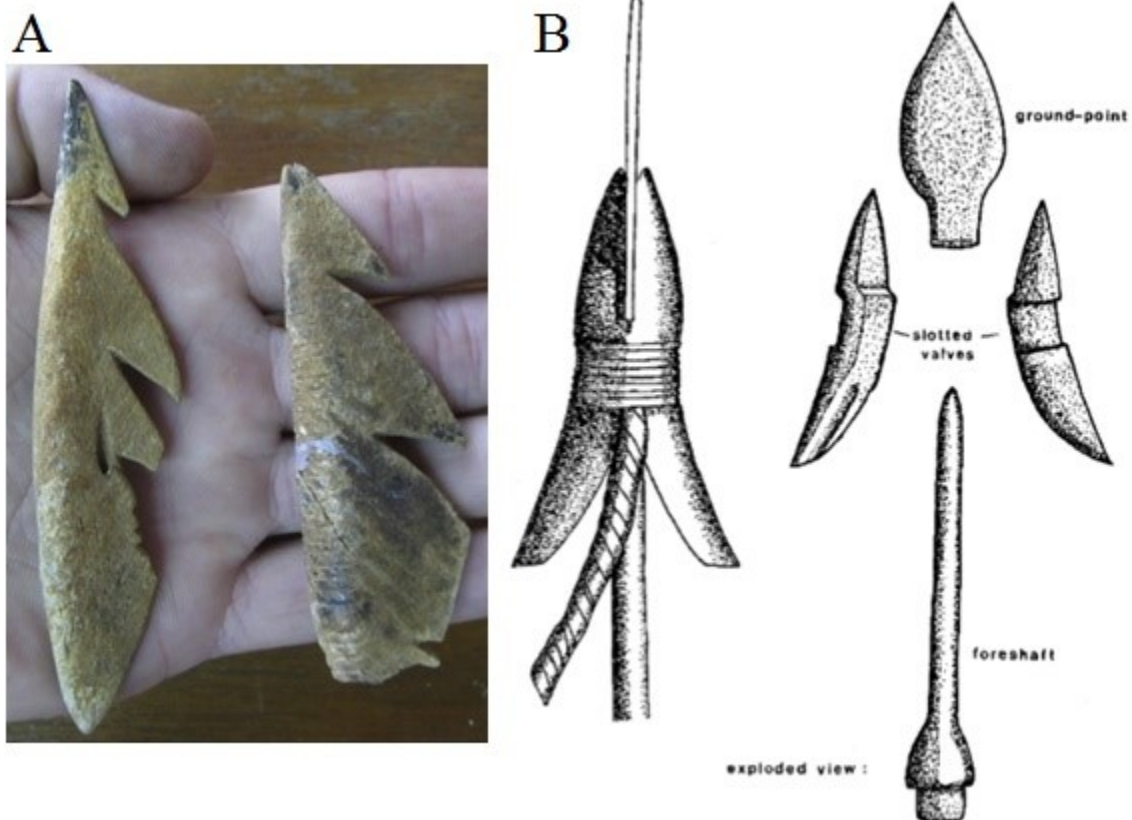 A
B
ground-point
slotted
valves
foreshaft
exploded view :